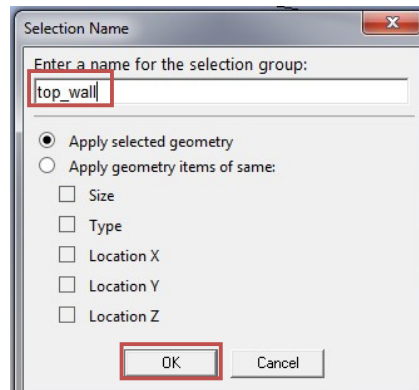 Selection Name
x
Enter a name for the selection group:
top_wall
Apply selected geometry
Apply geometry items of same:
Size
Type
Location X
Location Y
Location Z
OK Cancel